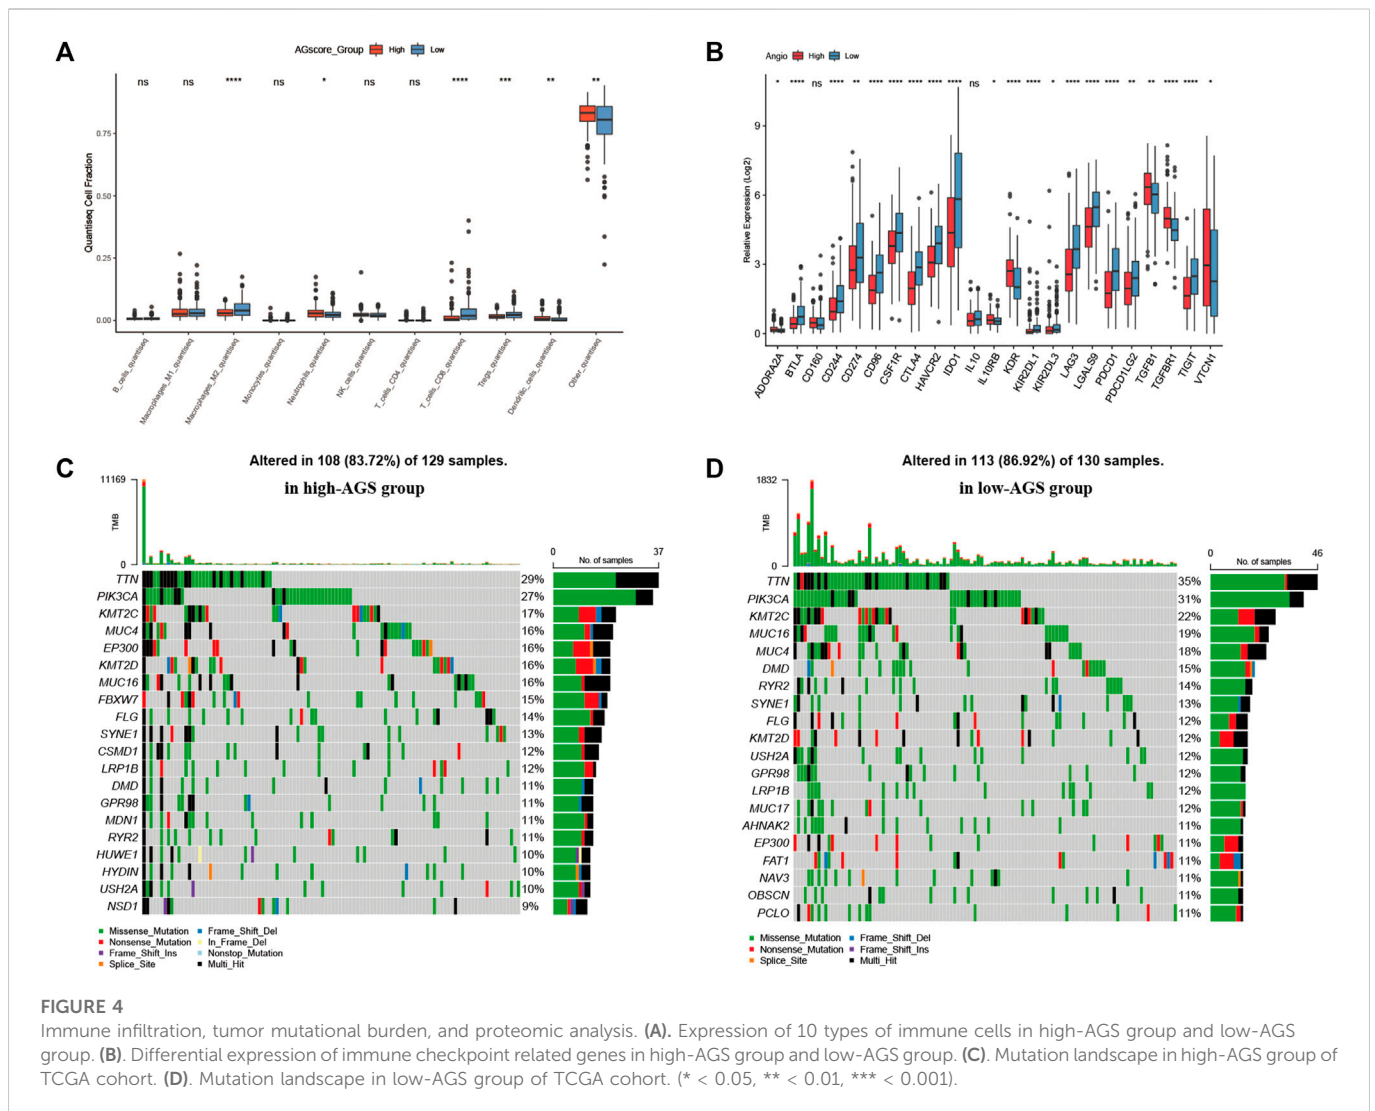 A
AGscore_Group High Low
ns ns **** ns * ns ns **** *** ** **
Quantiseq Cell Fraction
0.75
0.50
0.25
0.00
B_cells_quantiseq
Macrophages_M1_quantiseq
Macrophages_M2_quantiseq
Monocytes_quantiseq
Neutrophils_quantiseq
NK_cells_quantiseq
T_cells_CD4_quantiseq
T_cells_CD8_quantiseq
Tregs_quantiseq
Dendritic_cells_quantiseq
Other_quantiseq
B
Angio High Low
* **** ns **** ** **** **** **** **** **** ns * **** **** * **** **** **** ** ** **** **** *
Relative Expression (Log2)
9
6
3
0
ADORA2A
BTLA
CD160
CD244
CD274
CD96
CSF1R
CTLA4
HAVCR2
IDO1
IL10
IL10RB
KDR
KIR2DL1
KIR2DL3
LAG3
LGALS9
PDCD1
PDCD1LG2
TGFB1
TGFBR1
TIGIT
VTCN1
C
Altered in 108 (83.72%) of 129 samples.
in high-AGS group
11169
TMB
0
0 37
No. of samples
TTN 29%
PIK3CA 27%
KMT2C 17%
MUC4 16%
EP300 16%
KMT2D 16%
MUC16 16%
FBXW7 15%
FLG 14%
SYNE1 13%
CSMD1 12%
LRP1B 12%
DMD 11%
GPR98 11%
MDN1 11%
RYR2 11%
HUWE1 10%
HYDIN 10%
USH2A 10%
NSD1 9%
Missense_Mutation Frame_Shift_Del
Nonsense_Mutation In_Frame_Del
Frame_Shift_Ins Nonstop_Mutation
Splice_Site Multi_Hit
D
Altered in 113 (86.92%) of 130 samples.
in low-AGS group
1832
TMB
0
0 46
No. of samples
TTN 35%
PIK3CA 31%
KMT2C 22%
MUC16 19%
MUC4 18%
DMD 15%
RYR2 14%
SYNE1 13%
FLG 12%
KMT2D 12%
USH2A 12%
GPR98 12%
LRP1B 12%
MUC17 12%
AHNAK2 11%
EP300 11%
FAT1 11%
NAV3 11%
OBSCN 11%
PCLO 11%
Missense_Mutation Frame_Shift_Del
Nonsense_Mutation Frame_Shift_Ins
Splice_Site Multi_Hit
FIGURE 4
Immune infiltration, tumor mutational burden, and proteomic analysis. (A). Expression of 10 types of immune cells in high-AGS group and low-AGS
group. (B). Differential expression of immune checkpoint related genes in high-AGS group and low-AGS group. (C). Mutation landscape in high-AGS group of
TCGA cohort. (D). Mutation landscape in low-AGS group of TCGA cohort. (* < 0.05, ** < 0.01, *** < 0.001).